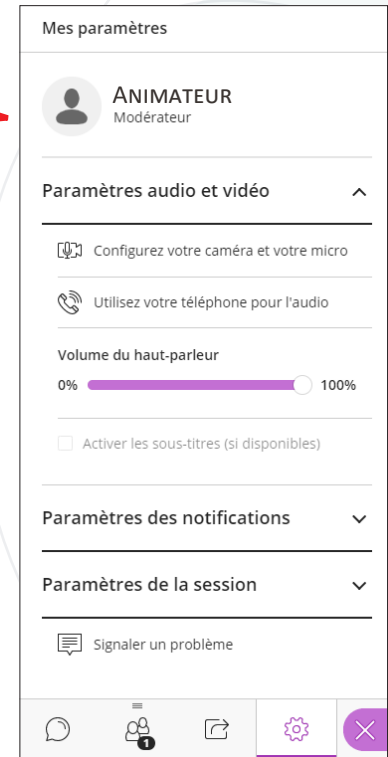 Mes paramètres
ANIMATEUR
Modérateur
Paramètres audio et vidéo
Configurez votre caméra et votre micro
Utilisez votre téléphone pour l'audio
Volume du haut-parleur
0% 100%
Activer les sous-titres (si disponibles)
Paramètres des notifications
Paramètres de la session
Signaler un problème
1